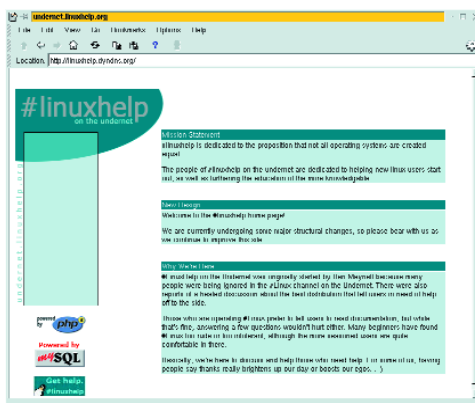 undernet.linuxhelp.org
File Edit View Go Bookmarks Options Help
Location: http://linuxhelp.dyndns.org/
#linuxhelp
on the undernet
undernet.linuxhelp.org
powered by php
Powered by
mySQL
Get help.
#linuxhelp
Mission Statement
#linuxhelp is dedicated to the proposition that not all operating systems are created
equal
The people of #linuxhelp on the undernet are dedicated to helping new linux users start
out, as well as furthering the education of the more knowledgable
New Design
Welcome to the #linuxhelp home page!
We are currently undergoing some major structural changes, so please bear with us as
we continue to improve this site
Why We're Here
#LinuxHelp on the Undernet was originally started by Ben Meynell because many
people were being ignored in the #Linux channel on the Undernet. There were also
reports of a heated discussion about the best distribution that left users in need of help
off to the side.
Those who are operating #Linux prefer to tell users to read documentation, but while
that's fine, answering a few questions wouldn't hurt either. Many beginners have found
#Linux too rude or too intolerant, although the more seasoned users are quite
comfortable in there.
Basically, we're here to discuss and help those who need help. For some of us, having
people say thanks really brightens up our day or boosts our egos. . :)